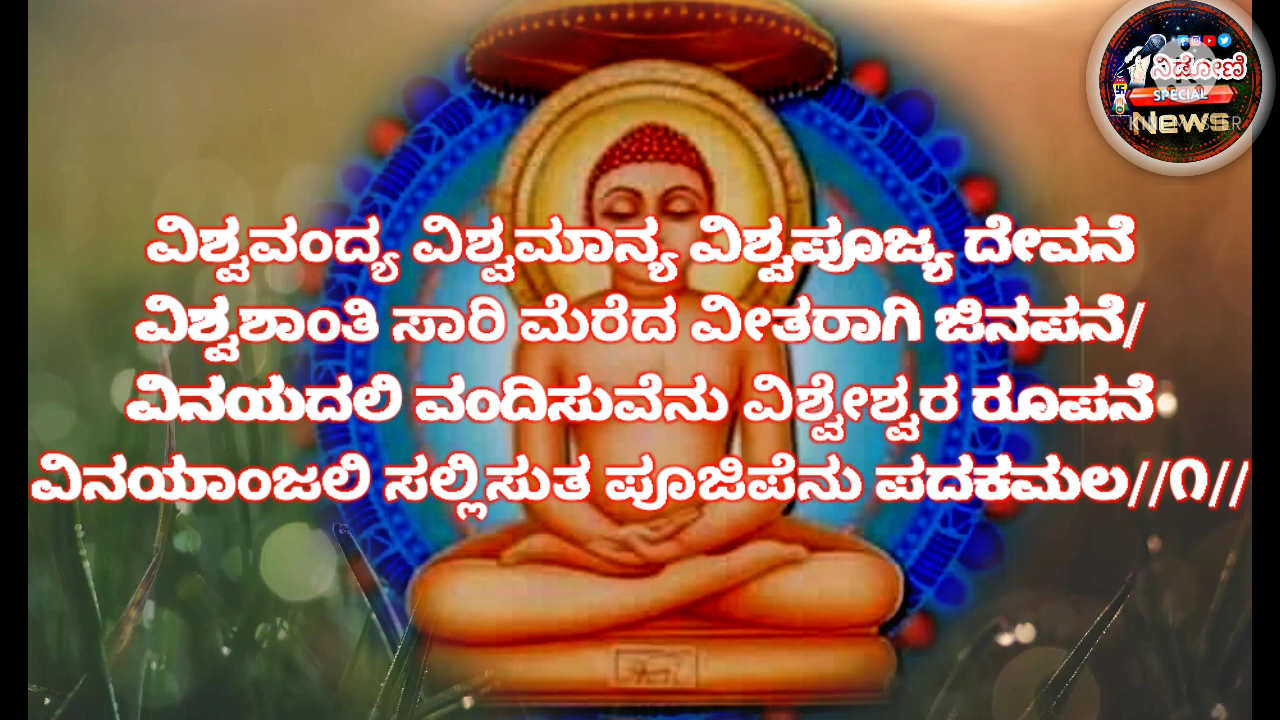 ನಿಡೋಣಿ
SPECIAL
News
ವಿಶ್ವವಂದ್ಯ ವಿಶ್ವಮಾನ್ಯ ವಿಶ್ವಪೂಜ್ಯ ದೇವನೆ
ವಿಶ್ವಶಾಂತಿ ಸಾರಿ ಮೆರೆದ ವೀತರಾಗಿ ಜಿನಪನೆ/
ವಿನಯದಲಿ ವಂದಿಸುವೆನು ವಿಶ್ವೇಶ್ವರ ರೂಪನೆ
ವಿನಯಾಂಜಲಿ ಸಲ್ಲಿಸುತ ಪೂಜಿಪೆನು ಪದಕಮಲ//೧//